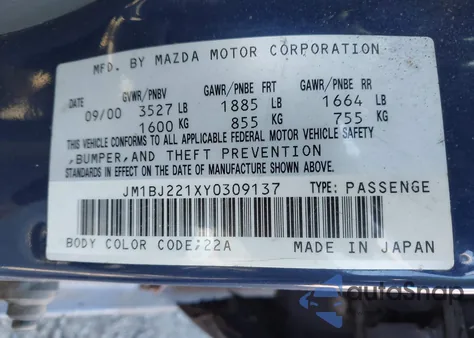 MFD. BY MAZDA MOTOR CORPORATION
DATE GVWR/PNBV GAWR/PNBE FRT GAWR/PNBE RR
09/00 3527 LB 1885 LB 1664 LB
1600 KG 855 KG 755 KG
THIS VEHICLE CONFORMS TO ALL APPLICABLE FEDERAL MOTOR VEHICLE SAFETY
,BUMPER,AND THEFT PREVENTION
STANDARDS IN EFFECT ON THE DATE OF MANUFACTURE SHOWN ABOVE.
JM1BJ221XY0309137 TYPE: PASSENGE
BODY COLOR CODE:22A MADE IN JAPAN
autoSnap